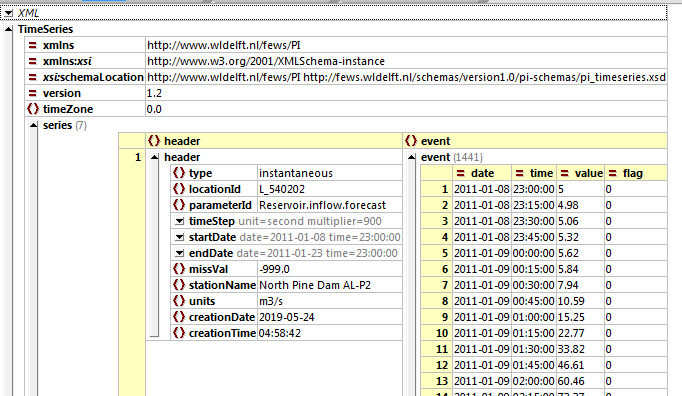 XML
TimeSeries
= xmlns http://www.wldelft.nl/fews/PI
= xmlns:xsi http://www.w3.org/2001/XMLSchema-instance
= xsi:schemaLocation http://www.wldelft.nl/fews/PI http://fews.wldelft.nl/schemas/version1.0/pi-schemas/pi_timeseries.xsd
= version 1.2
() timeZone 0.0
series (7)
() header () event
1 header event (1441)
() type instantaneous
() locationId L_540202
() parameterId Reservoir.inflow.forecast
timeStep unit=second multiplier=900
startDate date=2011-01-08 time=23:00:00
endDate date=2011-01-23 time=23:00:00
() missVal -999.0
() stationName North Pine Dam AL-P2
() units m3/s
() creationDate 2019-05-24
() creationTime 04:58:42
= date = time = value = flag
1 2011-01-08 23:00:00 5 0
2 2011-01-08 23:15:00 4.98 0
3 2011-01-08 23:30:00 5.06 0
4 2011-01-08 23:45:00 5.32 0
5 2011-01-09 00:00:00 5.62 0
6 2011-01-09 00:15:00 5.84 0
7 2011-01-09 00:30:00 7.94 0
8 2011-01-09 00:45:00 10.59 0
9 2011-01-09 01:00:00 15.25 0
10 2011-01-09 01:15:00 22.77 0
11 2011-01-09 01:30:00 33.82 0
12 2011-01-09 01:45:00 46.61 0
13 2011-01-09 02:00:00 60.46 0